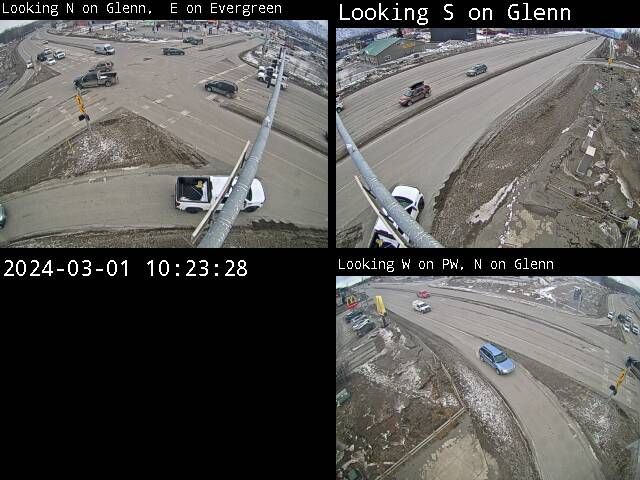 Looking N on Glenn,  E on Evergreen
Looking S on Glenn
2024-03-01 10:23:28
Looking W on PW, N on Glenn